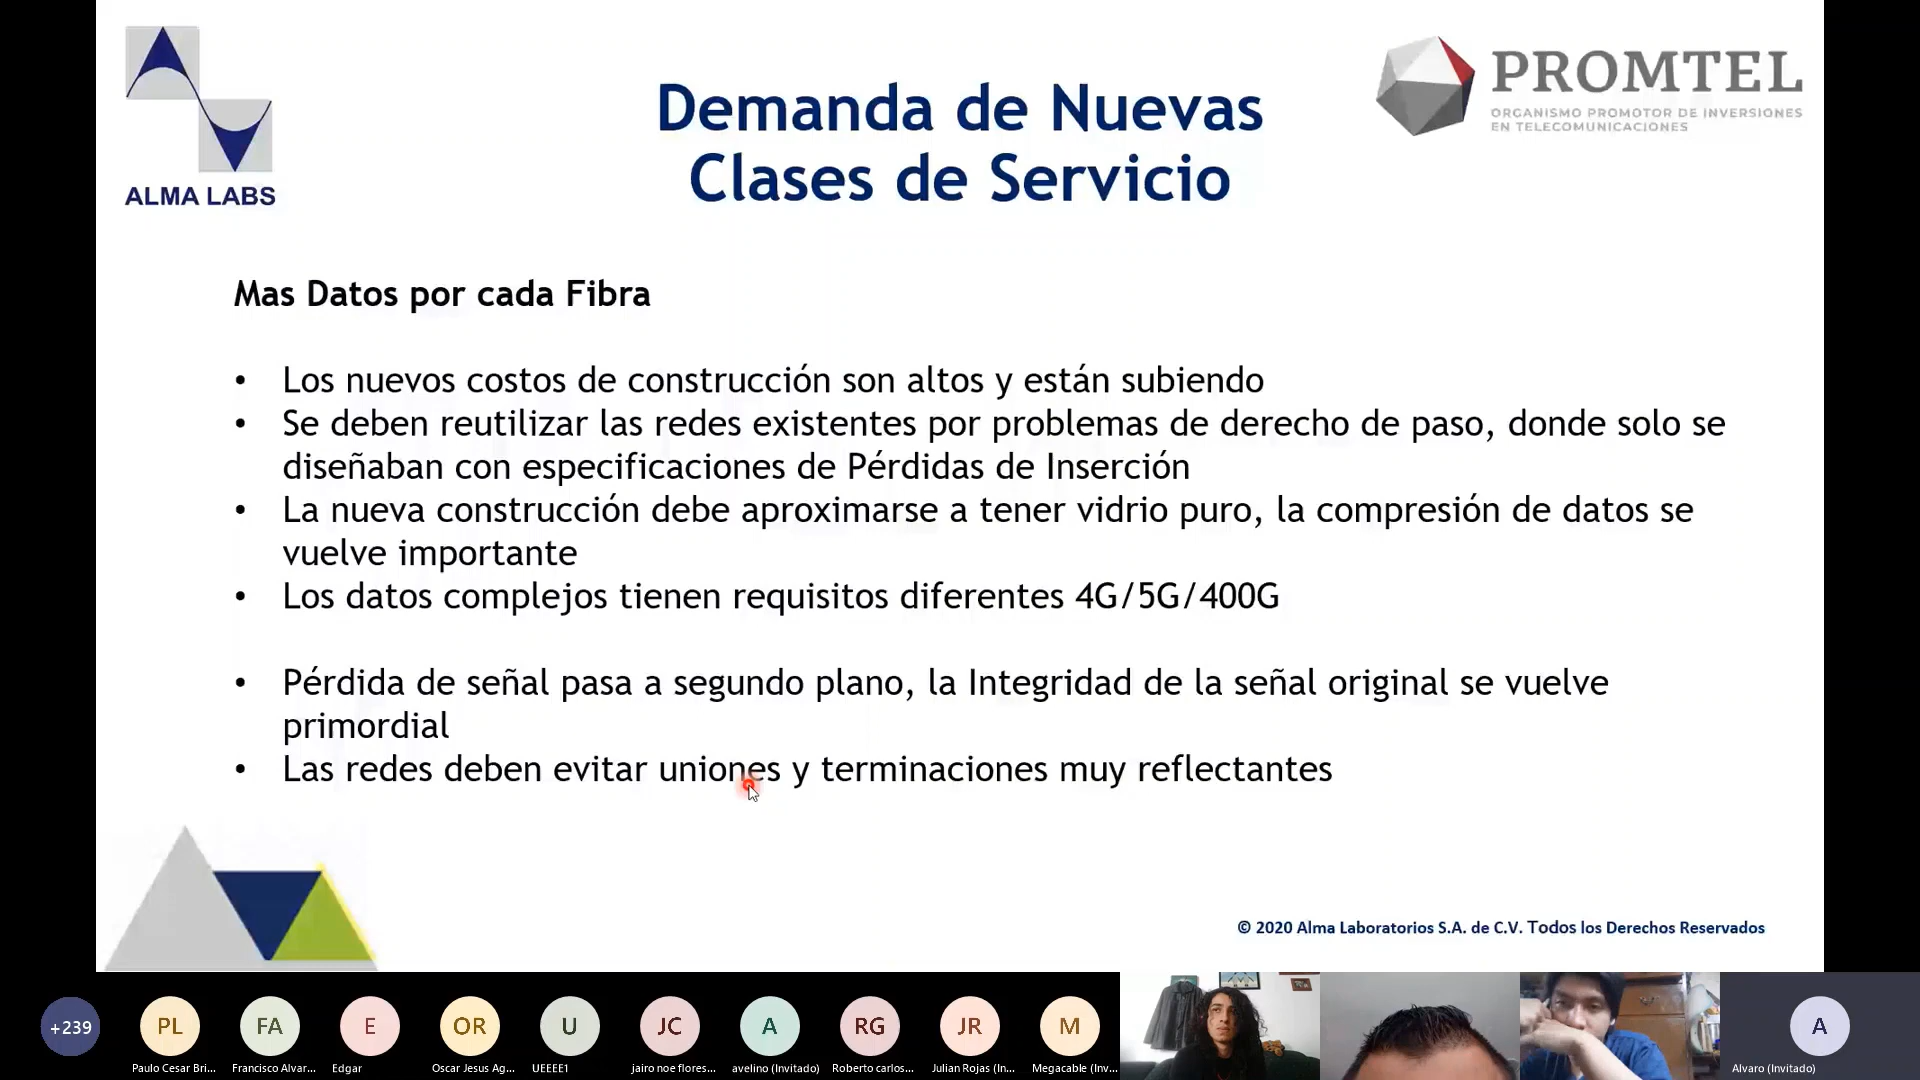 ALMA LABS
Demanda de Nuevas
Clases de Servicio
PROMTEL
ORGANISMO PROMOTOR DE INVERSIONES
EN TELECOMUNICACIONES
Mas Datos por cada Fibra
• Los nuevos costos de construcción son altos y están subiendo
• Se deben reutilizar las redes existentes por problemas de derecho de paso, donde solo se
diseñaban con especificaciones de Pérdidas de Inserción
• La nueva construcción debe aproximarse a tener vidrio puro, la compresión de datos se
vuelve importante
• Los datos complejos tienen requisitos diferentes 4G/5G/400G
• Pérdida de señal pasa a segundo plano, la Integridad de la señal original se vuelve
primordial
• Las redes deben evitar uniones y terminaciones muy reflectantes
© 2020 Alma Laboratorios S.A. de C.V. Todos los Derechos Reservados
+239
PL
Paulo Cesar Bri...
FA
Francisco Alvar...
E
Edgar
OR
Oscar Jesus Ag...
U
UEEEE1
JC
jairo noe flores...
A
avelino (Invitado)
RG
Roberto carlos...
JR
Julian Rojas (In...
M
Megacable (Inv...
A
Alvaro (Invitado)